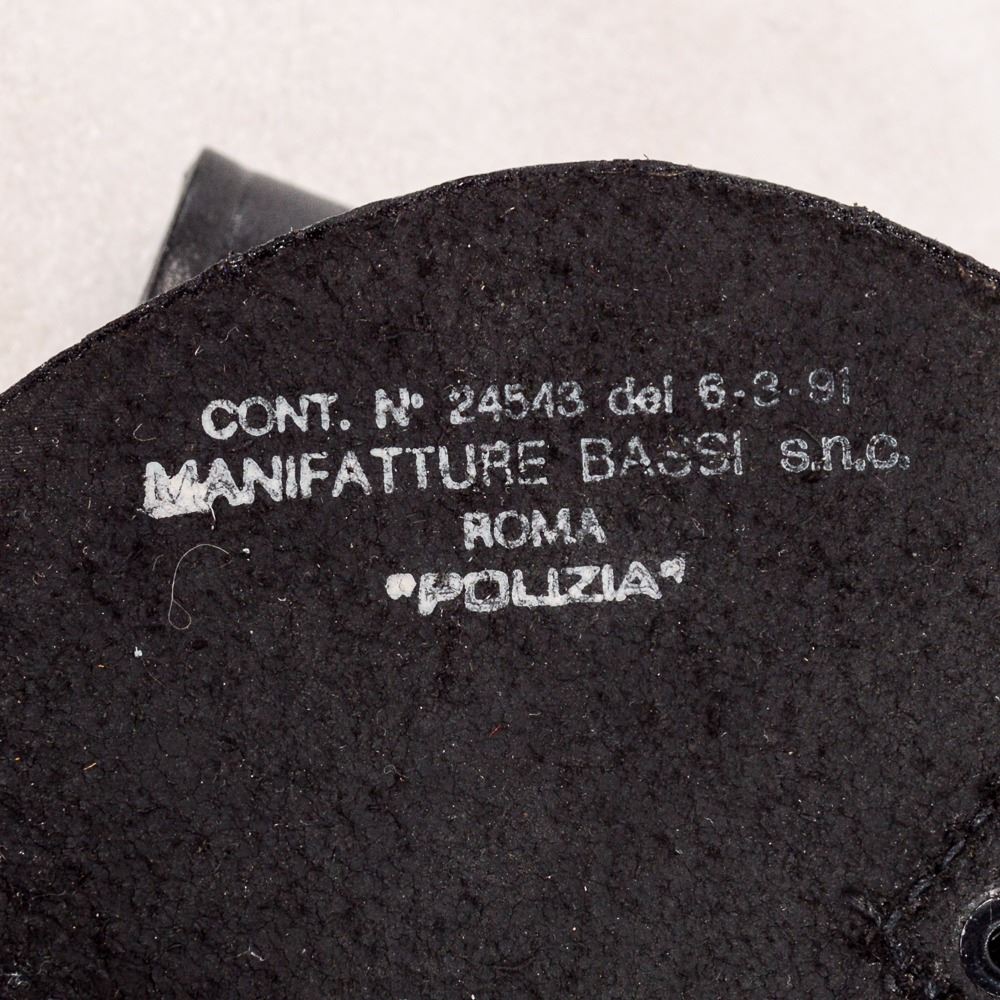 CONT. N° 24543 del 6-3-91
MANIFATTURE BASSI s.n.c.
ROMA
"POLIZIA"